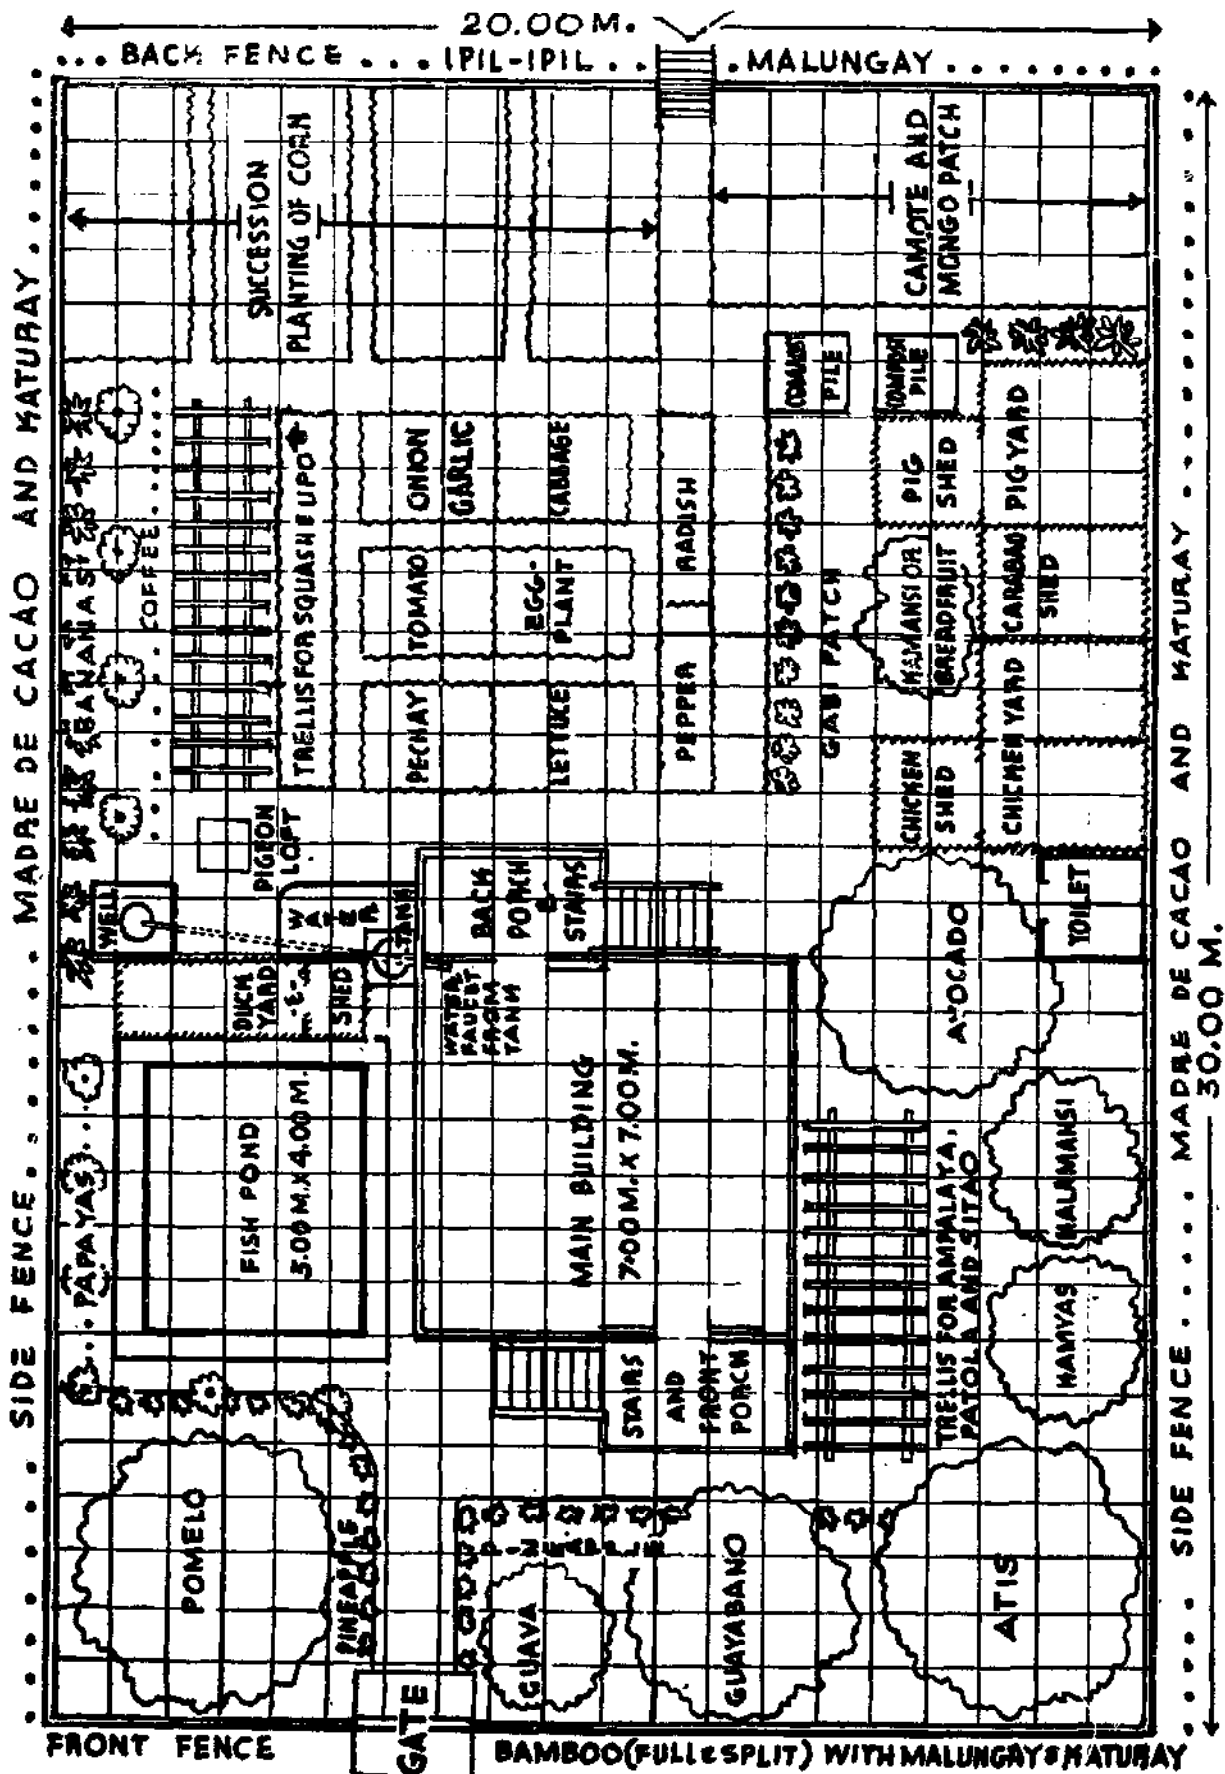 20.00 M.
BACK FENCE IPIL-IPIL MALUNGAY
SIDE FENCE MADRE DE CACAO AND KATURAY
SUCCESSION
PLANTING OF CORN
CAMOTE AND
MONGO PATCH
BANANAS
COFFEE
TRELLIS FOR SQUASH UPO
ONION
GARLIC
CABBAGE
TOMATO
EGG-
PLANT
PECHAY
LETTUCE
RADISH
PEPPER
GABI PATCH
COMPOST
PILE
COMPOST
PILE
PIG
SHED
PIG YARD
KAMANSI OR
BREADFRUIT
CARABAO
SHED
CHICKEN YARD
CHICKEN
SHED
CHICKEN YARD
PIGEON
LOFT
WELL
WATER
TANK
BACK
PORCH
STAIRS
AVOCADO
TOILET
DUCK
YARD
-E-
SHED
WATER
FAUCET
FROM
TANK
PAPAYAS
FISH POND
5.00 M. X 4.00 M.
MAIN BUILDING
7.00 M. X 7.00 M.
KALAMANSI
KAMYAS
TRELLIS FOR AMPALAYA,
PATOLA AND SITAO
STAIRS
AND
FRONT
PORCH
POMELO
PINEAPPLE
GUAVA
GUAYABANO
ATIS
GATE
SIDE FENCE MADRE DE CACAO AND KATURAY
30.00 M.
FRONT FENCE BAMBOO (FULL & SPLIT) WITH MALUNGAY & KATURAY